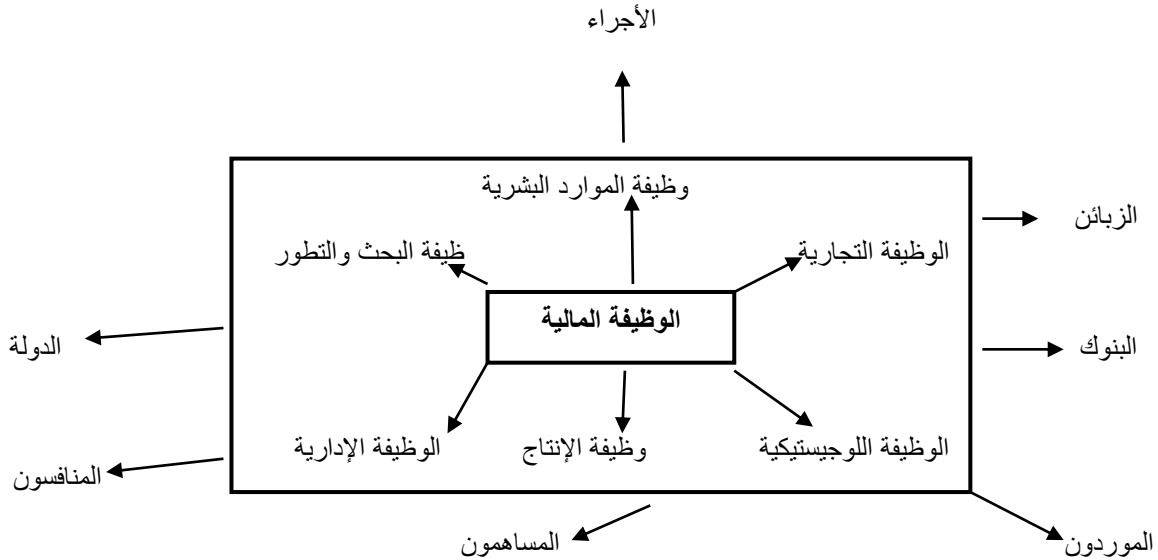 الأجراء
وظيفة الموارد البشرية
الزبائن
الوظيفة التجارية
ظيفة البحث والتطور
الوظيفة المالية
البنوك
الدولة
الوظيفة اللوجيستيكية
وظيفة الإنتاج
الوظيفة الإدارية
المنافسون
الموردون
المساهمون